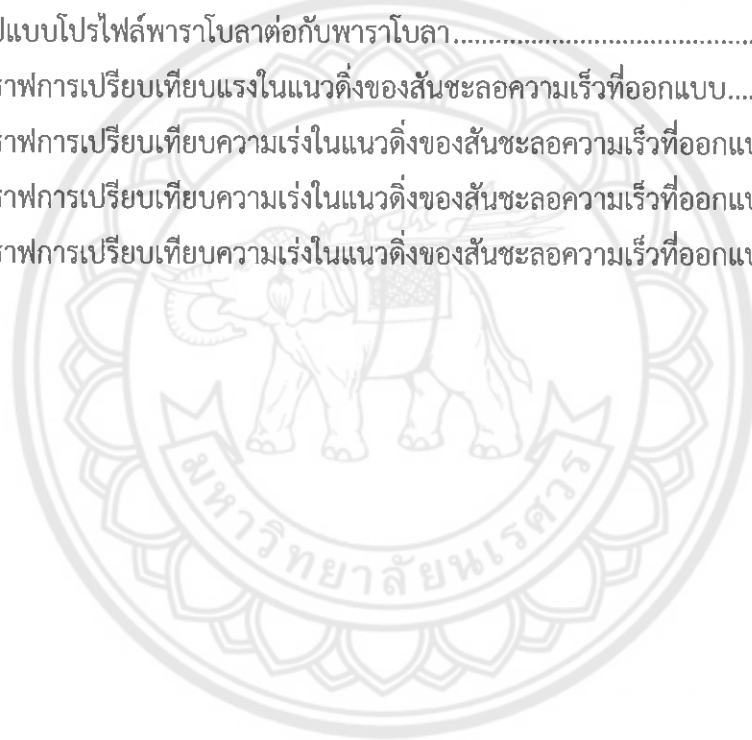 ปแบบโปรไฟล์พาราโบลาต่อกับพาราโบลา
ราฟการเปรียบเทียบแรงในแนวดิ่งของสันชะลอความเร็วที่ออกแบบ
ราฟการเปรียบเทียบความเร่งในแนวดิ่งของสันชะลอความเร็วที่ออกแบ
ราฟการเปรียบเทียบความเร่งในแนวดิ่งของสันชะลอความเร็วที่ออกแบ
ราฟการเปรียบเทียบความเร่งในแนวดิ่งของสันชะลอความเร็วที่ออกแบ
มหาวิทยาลัยนเรศวร